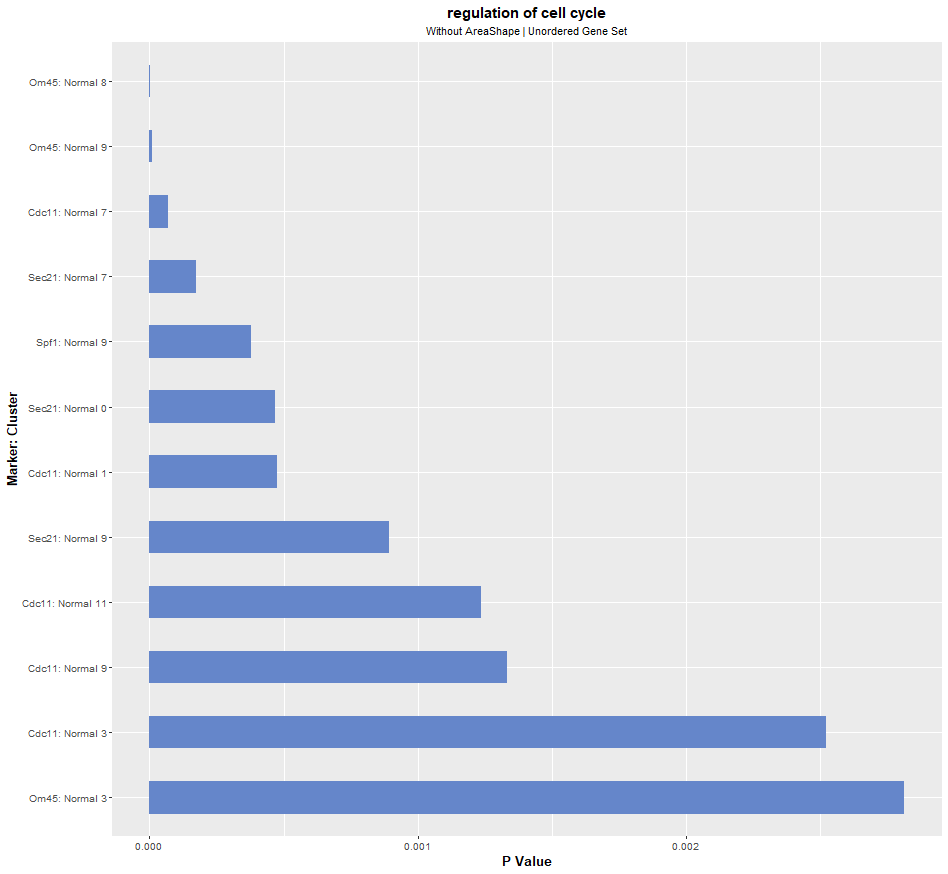 regulation of cell cycle
Without AreaShape | Unordered Gene Set
Marker: Cluster
Om45: Normal 8
Om45: Normal 9
Cdc11: Normal 7
Sec21: Normal 7
Spf1: Normal 9
Sec21: Normal 0
Cdc11: Normal 1
Sec21: Normal 9
Cdc11: Normal 11
Cdc11: Normal 9
Cdc11: Normal 3
Om45: Normal 3
0.000 0.001 0.002
P Value